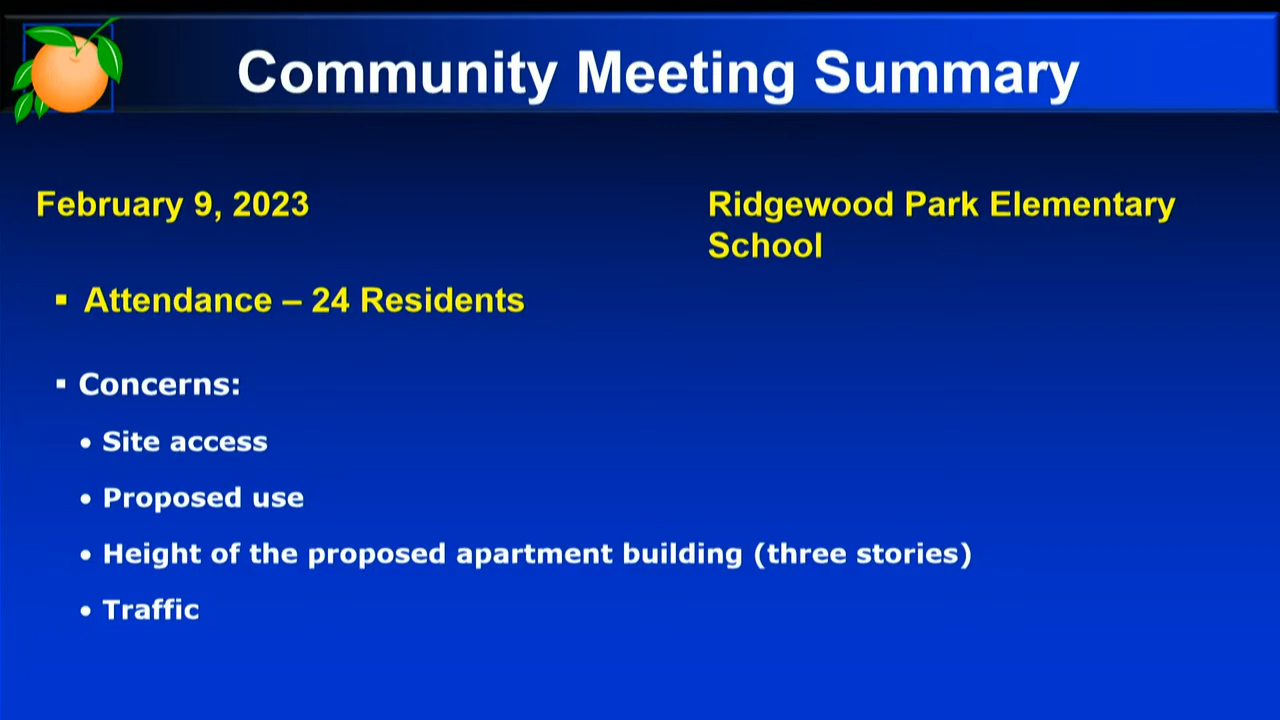 Community Meeting Summary
February 9, 2023
Ridgewood Park Elementary
School
▪ Attendance – 24 Residents
▪ Concerns:
• Site access
• Proposed use
• Height of the proposed apartment building (three stories)
• Traffic